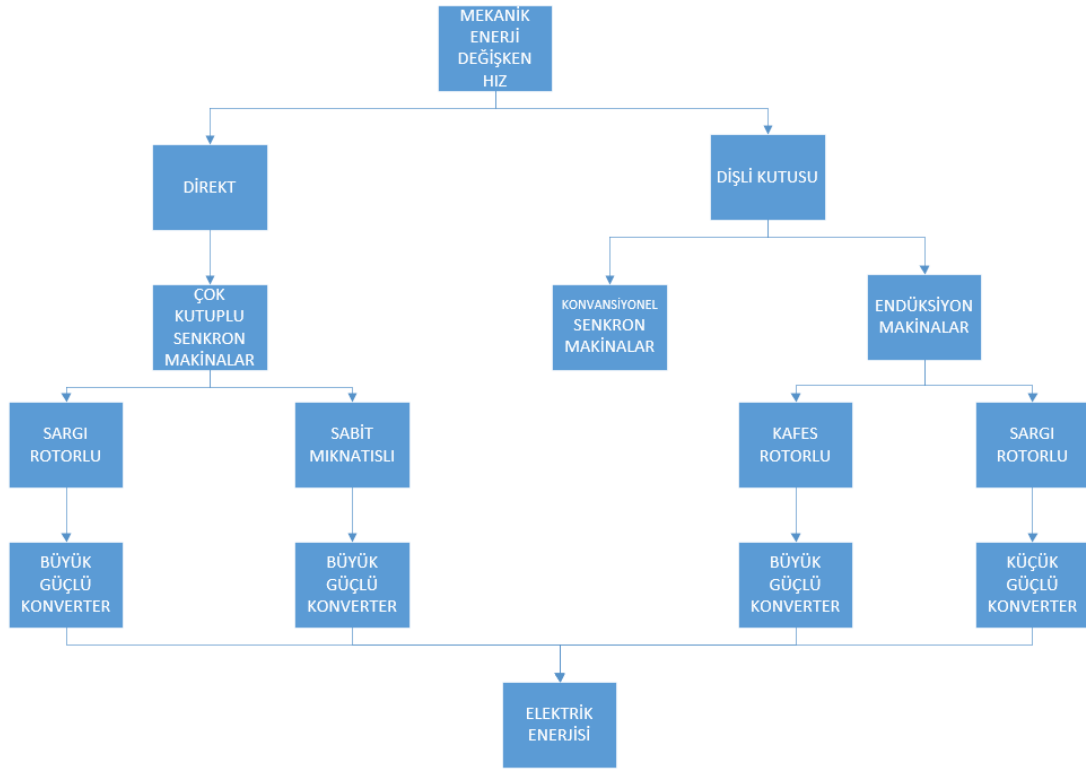 MEKANİK
ENERJİ
DEĞİŞKEN
HIZ
DİREKT
DİŞLİ KUTUSU
ÇOK
KUTUPLU
SENKRON
MAKİNALAR
KONVANSİYONEL
SENKRON
MAKİNALAR
ENDÜKSİYON
MAKİNALAR
SARGI
ROTORLU
SABİT
MIKNATISLI
KAFES
ROTORLU
SARGI
ROTORLU
BÜYÜK
GÜÇLÜ
KONVERTER
BÜYÜK
GÜÇLÜ
KONVERTER
BÜYÜK
GÜÇLÜ
KONVERTER
KÜÇÜK
GÜÇLÜ
KONVERTER
ELEKTRİK
ENERJİSİ